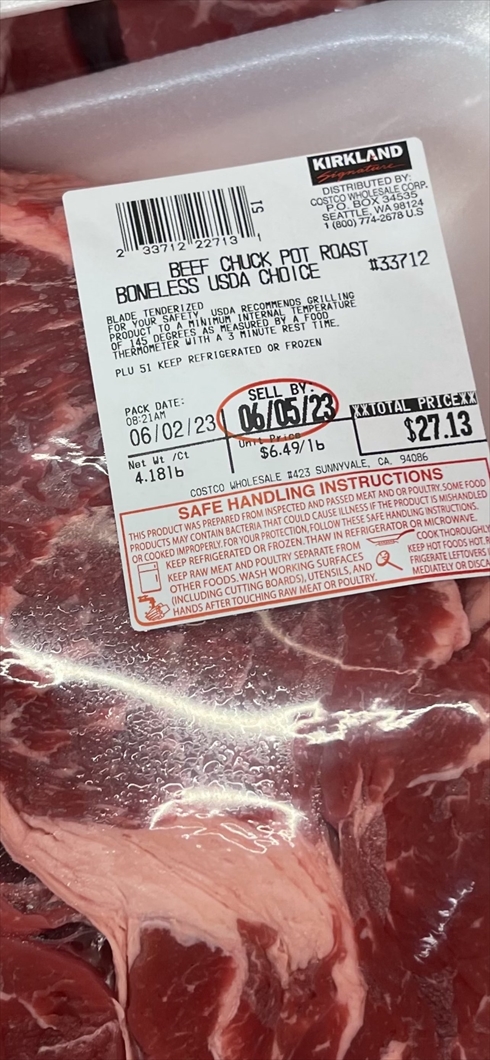 KIRKLAND
Signature
DISTRIBUTED BY:
COSTCO WHOLESALE CORP.
P.O. BOX 34535
SEATTLE, WA 98124
1 (800) 774-2678 U.S
51
2 33712 22713 1
BEEF CHUCK POT ROAST
BONELESS USDA CHOICE #33712
BLADE TENDERIZED
FOR YOUR SAFETY, USDA RECOMMENDS GRILLING
PRODUCT TO A MINIMUM INTERNAL TEMPERATURE
OF 145 DEGREES AS MEASURED BY A FOOD
THERMOMETER WITH A 3 MINUTE REST TIME.
PLU 51 KEEP REFRIGERATED OR FROZEN
PACK DATE:
08:21AM
06/02/23
SELL BY:
06/05/23
XXTOTAL PRICEXX
$27.13
Net Wt /Ct
4.18lb
Unit Price
$6.49/lb
COSTCO WHOLESALE #423 SUNNYVALE, CA. 94086
SAFE HANDLING INSTRUCTIONS
THIS PRODUCT WAS PREPARED FROM INSPECTED AND PASSED MEAT AND OR POULTRY. SOME FOOD
PRODUCTS MAY CONTAIN BACTERIA THAT COULD CAUSE ILLNESS IF THE PRODUCT IS MISHANDLED
OR COOKED IMPROPERLY. FOR YOUR PROTECTION, FOLLOW THESE SAFE HANDLING INSTRUCTIONS.
KEEP REFRIGERATED OR FROZEN. THAW IN REFRIGERATOR OR MICROWAVE.
KEEP RAW MEAT AND POULTRY SEPARATE FROM
OTHER FOODS. WASH WORKING SURFACES
(INCLUDING CUTTING BOARDS), UTENSILS, AND
HANDS AFTER TOUCHING RAW MEAT OR POULTRY.
COOK THOROUGHLY
KEEP HOT FOODS HOT. R
FRIGERATE LEFTOVERS I
MEDIATELY OR DISCA